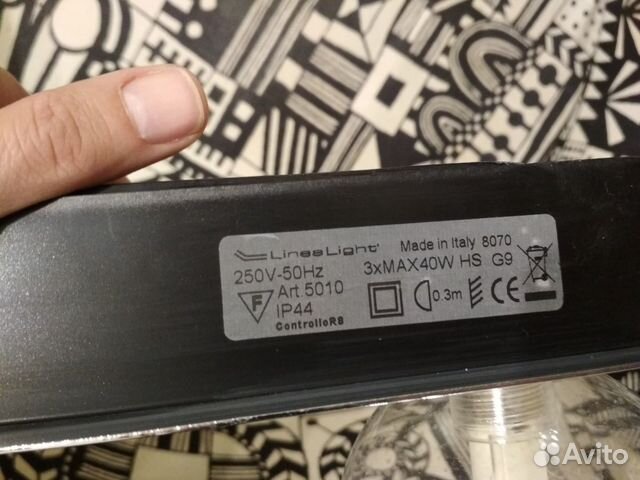 LineaLight Made in Italy 8070
250V-50Hz 3xMAX40W HS G9
F Art.5010 0.3m CE
IP44
ControlloR8
Avito